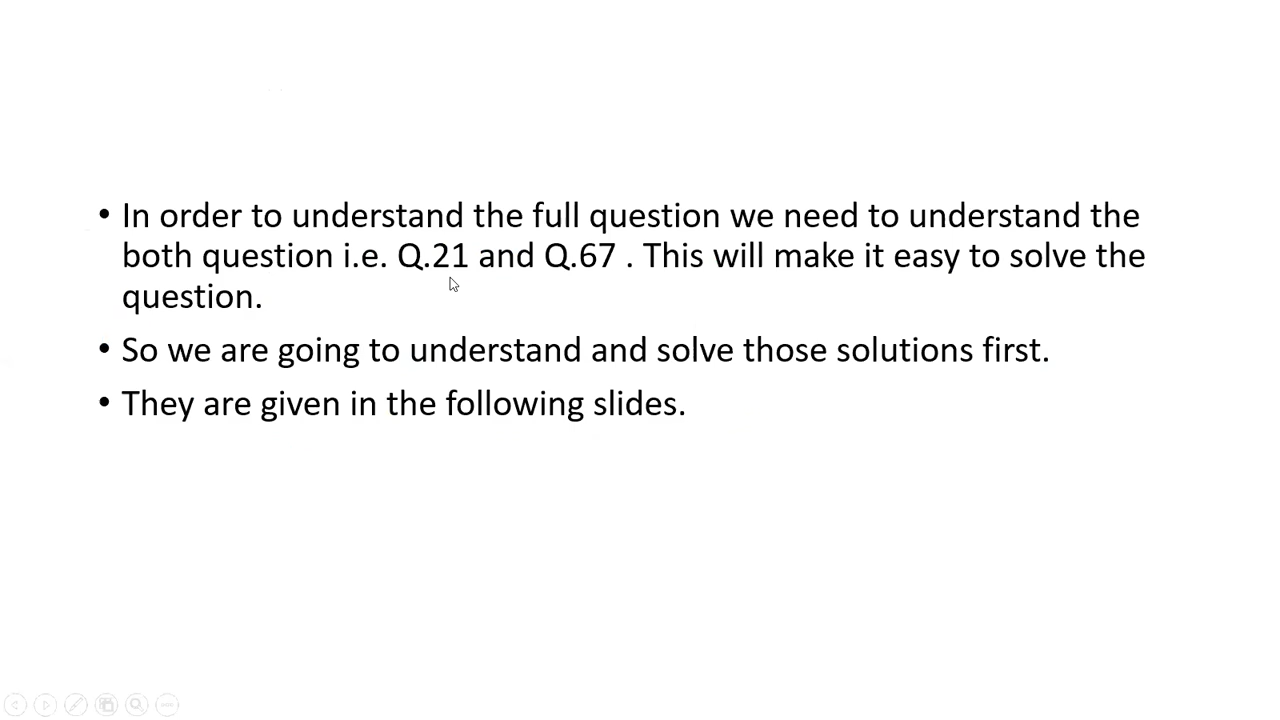 • In order to understand the full question we need to understand the
both question i.e. Q.21 and Q.67 . This will make it easy to solve the
question.
• So we are going to understand and solve those solutions first.
• They are given in the following slides.